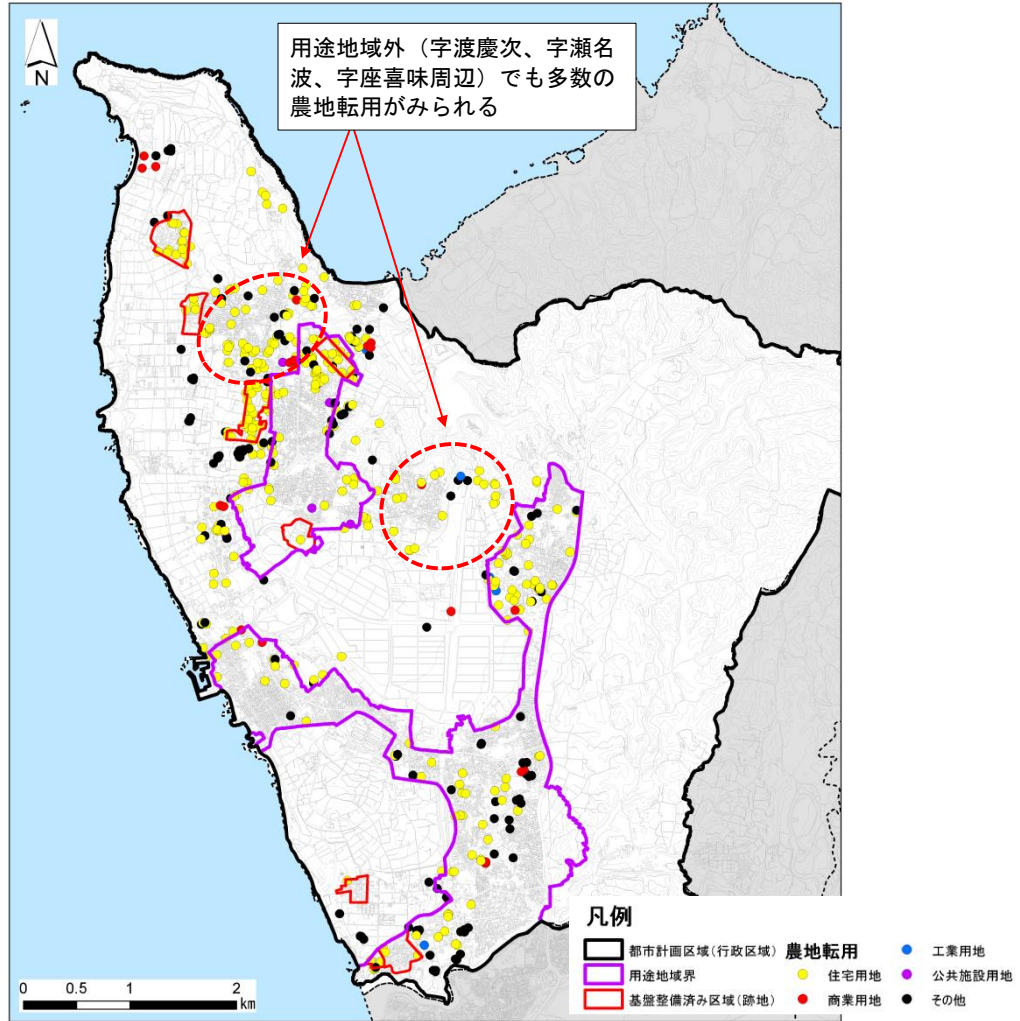 N
用途地域外（字渡慶次、字瀬名
波、字座喜味周辺）でも多数の
農地転用がみられる
0 0.5 1 2
km
凡例
都市計画区域(行政区域)
用途地域界
基盤整備済み区域(跡地)
農地転用
住宅用地
商業用地
工業用地
公共施設用地
その他